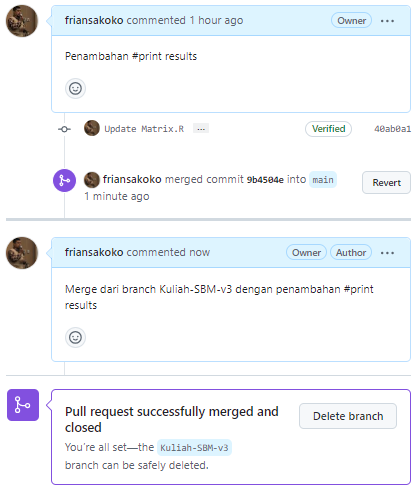 friansakoko commented 1 hour ago Owner ...
Penambahan #print results
Update Matrix.R ... Verified 40ab0a1
friansakoko merged commit 9b4504e into main Revert
1 minute ago
friansakoko commented now Owner Author ...
Merge dari branch Kuliah-SBM-v3 dengan penambahan #print
results
Pull request successfully merged and
closed
Delete branch
You're all set—the Kuliah-SBM-v3
branch can be safely deleted.